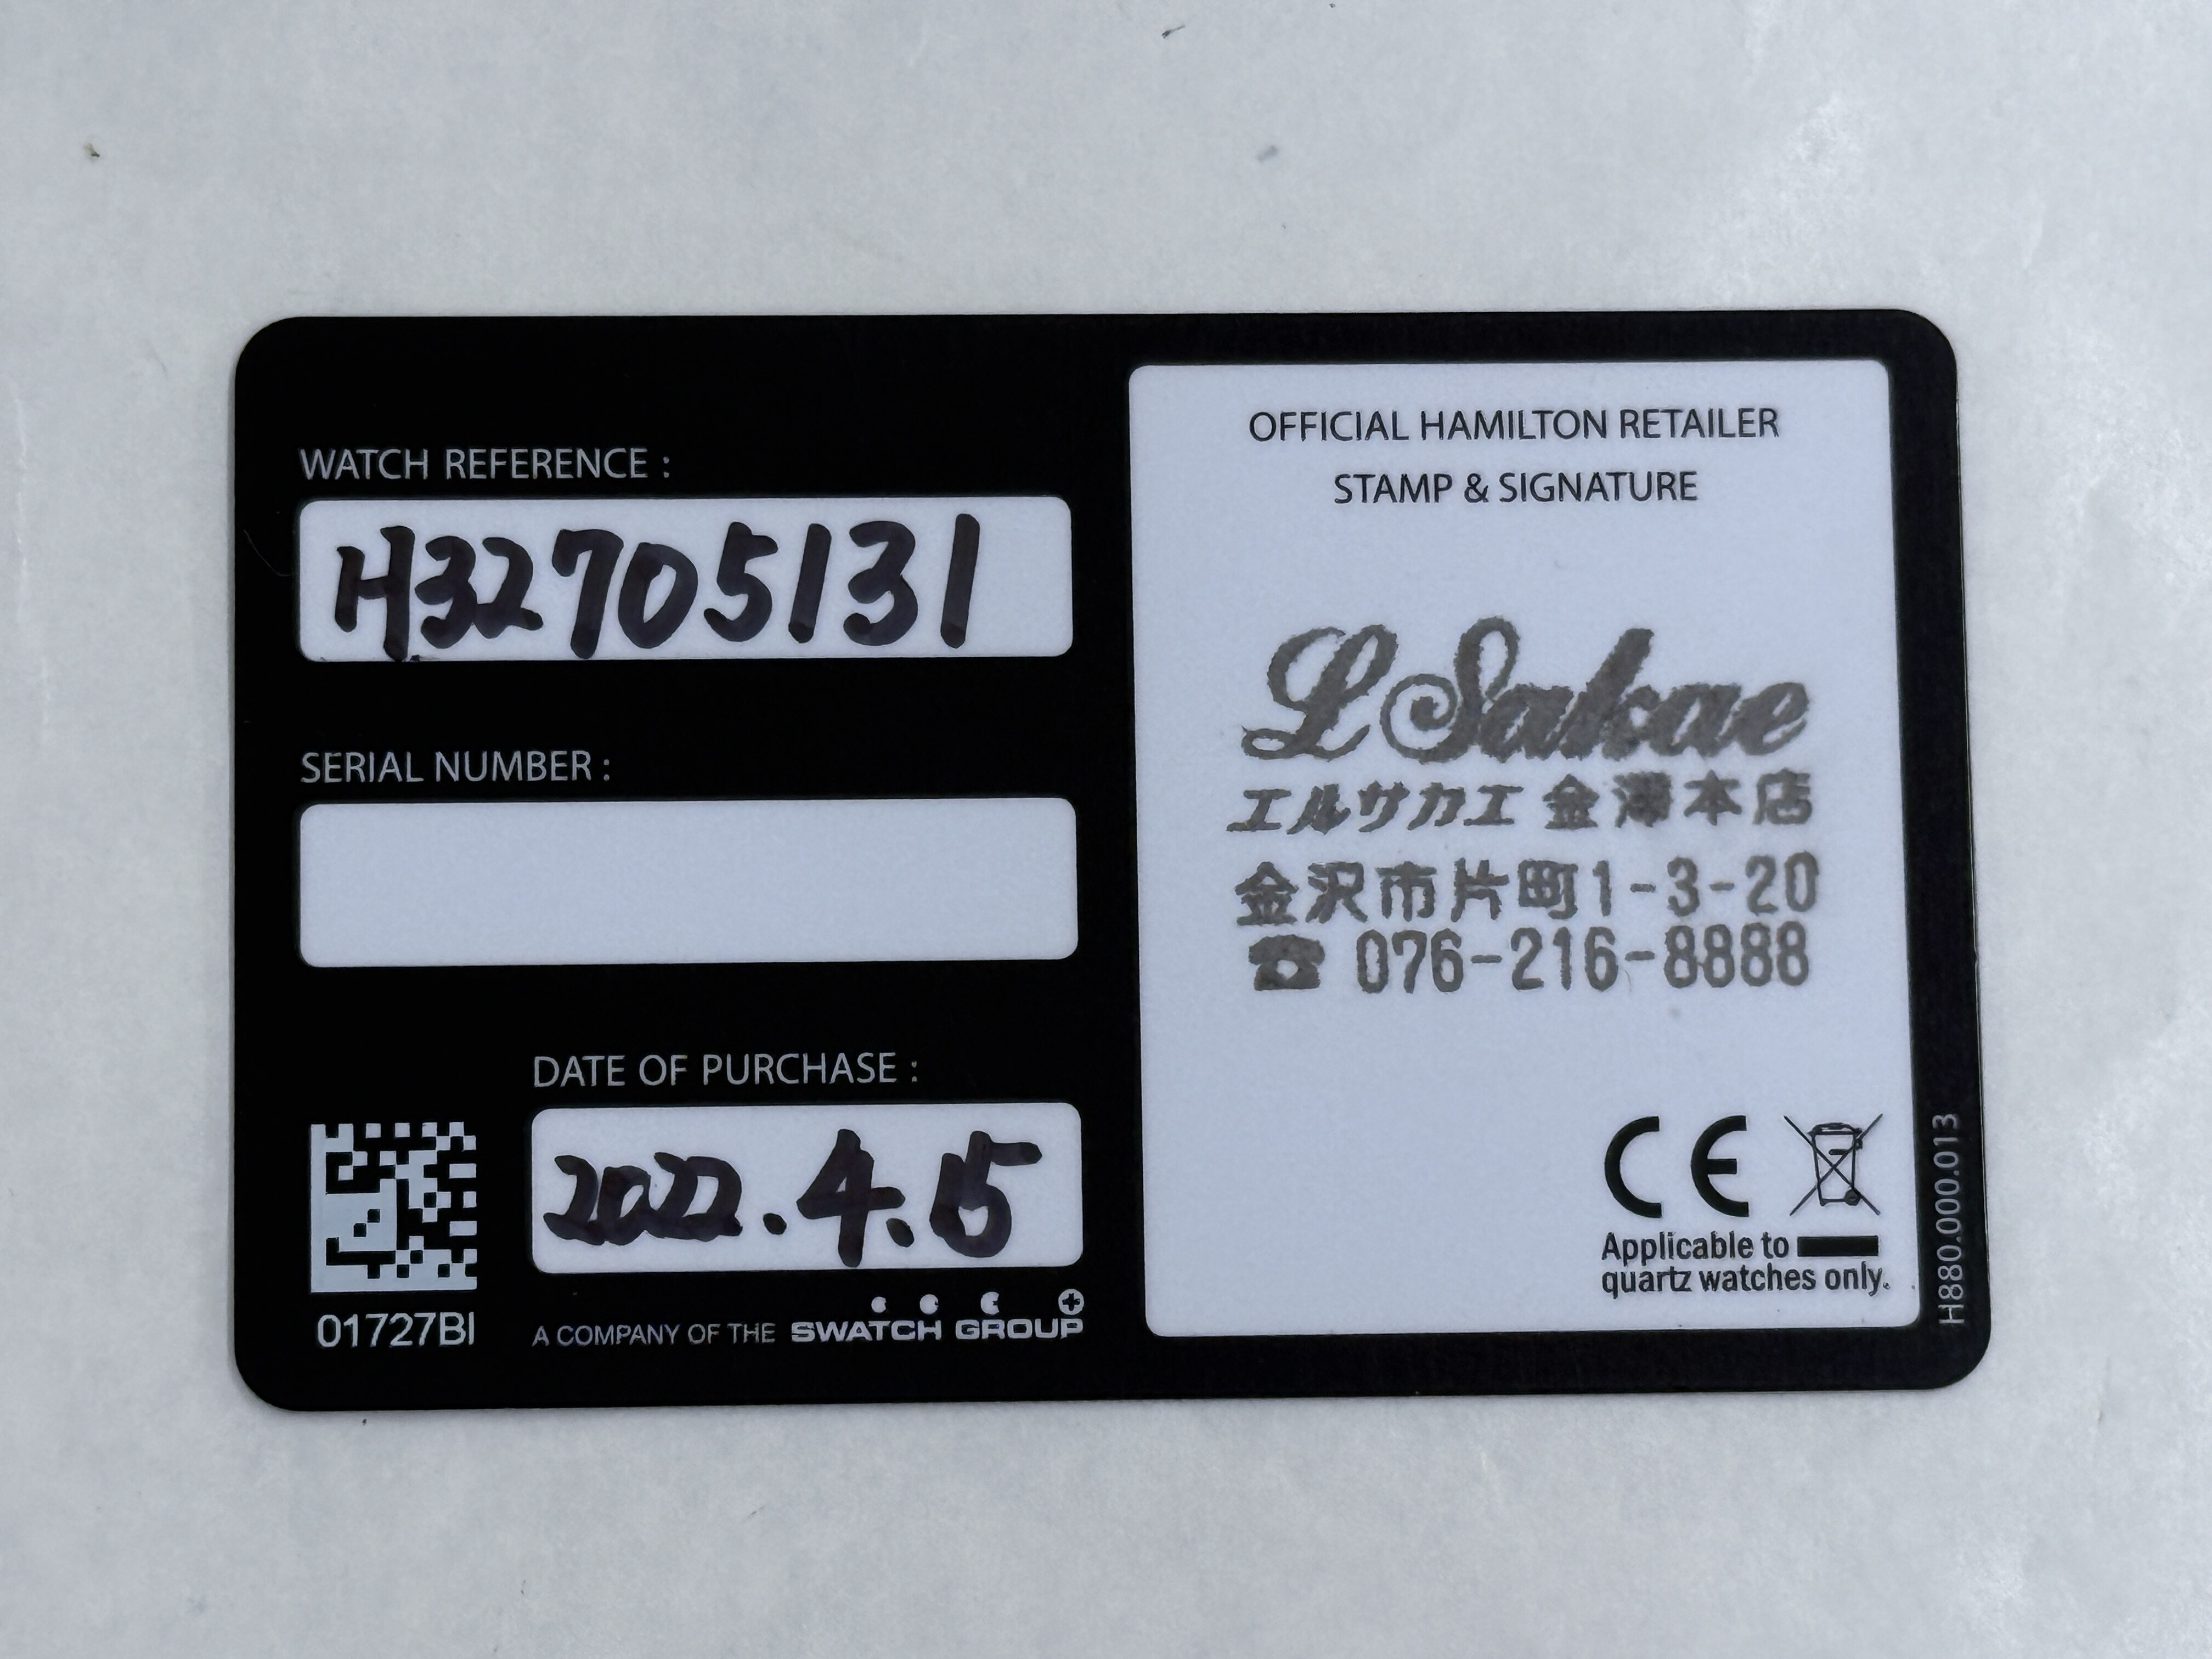 WATCH REFERENCE :
H32705131
SERIAL NUMBER :
DATE OF PURCHASE :
2022.4.15
01727BI
A COMPANY OF THE SWATCH GROUP
OFFICIAL HAMILTON RETAILER
STAMP & SIGNATURE
L Sakae
エルサカエ 金澤本店
金沢市片町1-3-20
☎ 076-216-8888
CE
Applicable to
quartz watches only.
H880.000.013